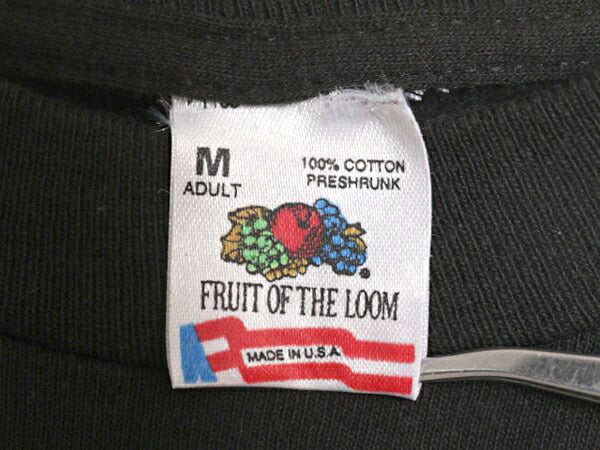 M
ADULT
100% COTTON
PRESHRUNK
®
FRUIT OF THE LOOM
MADE IN U.S.A.